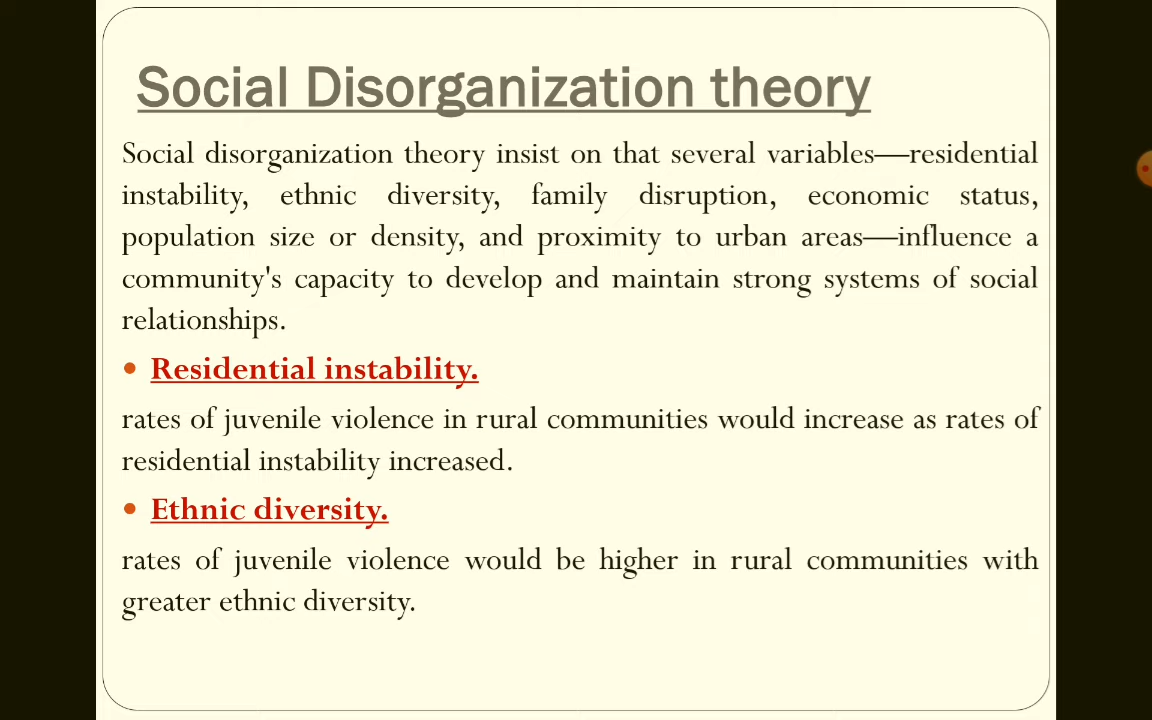 Social Disorganization theory
Social disorganization theory insist on that several variables—residential
instability, ethnic diversity, family disruption, economic status,
population size or density, and proximity to urban areas—influence a
community's capacity to develop and maintain strong systems of social
relationships.
• Residential instability.
rates of juvenile violence in rural communities would increase as rates of
residential instability increased.
• Ethnic diversity.
rates of juvenile violence would be higher in rural communities with
greater ethnic diversity.